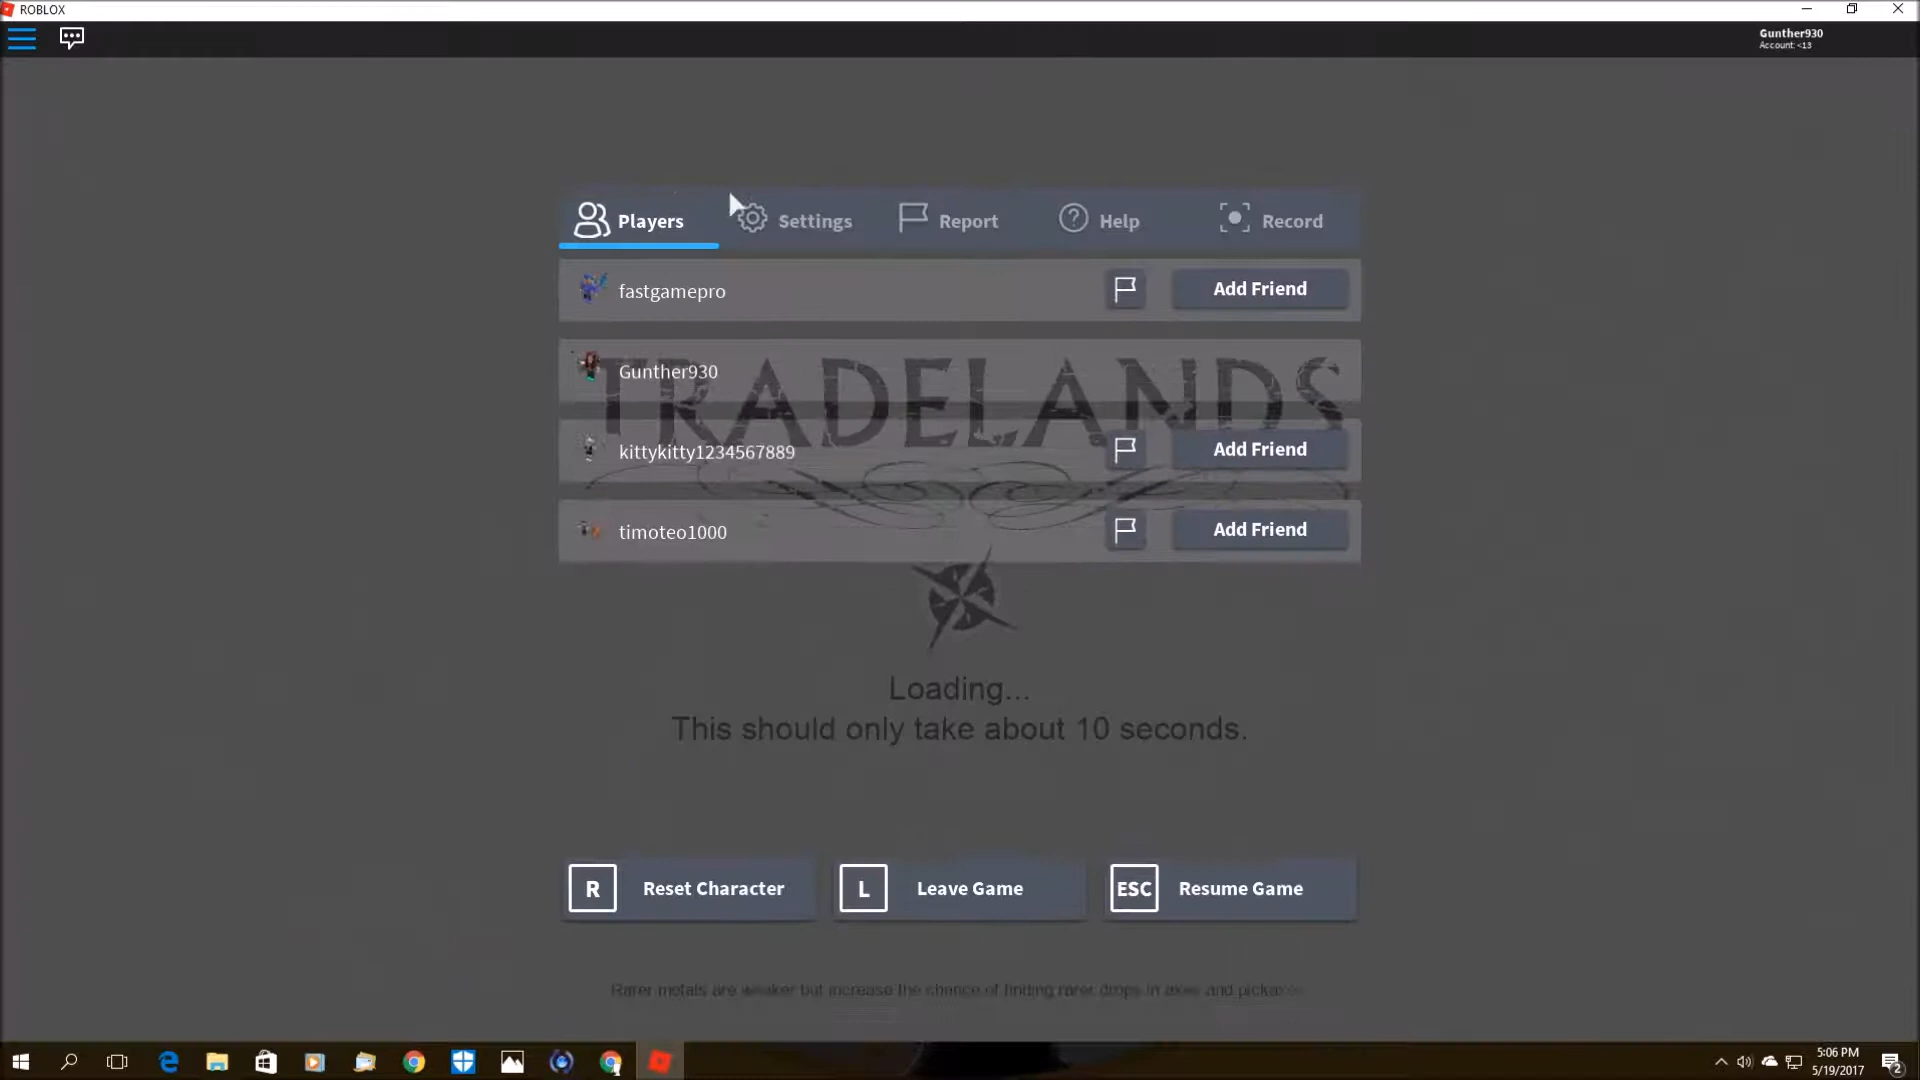 ROBLOX
Gunther930
Account: <13
Players
Settings
Report
Help
Record
fastgamepro
Add Friend
Gunther930
TRADELANDS
kittykitty1234567889
Add Friend
timoteo1000
Add Friend
Loading...
This should only take about 10 seconds.
R
Reset Character
L
Leave Game
ESC
Resume Game
Rarer metals are weaker but increase the chance of finding rarer drops in axes and pickaxes
5:06 PM
5/19/2017
2